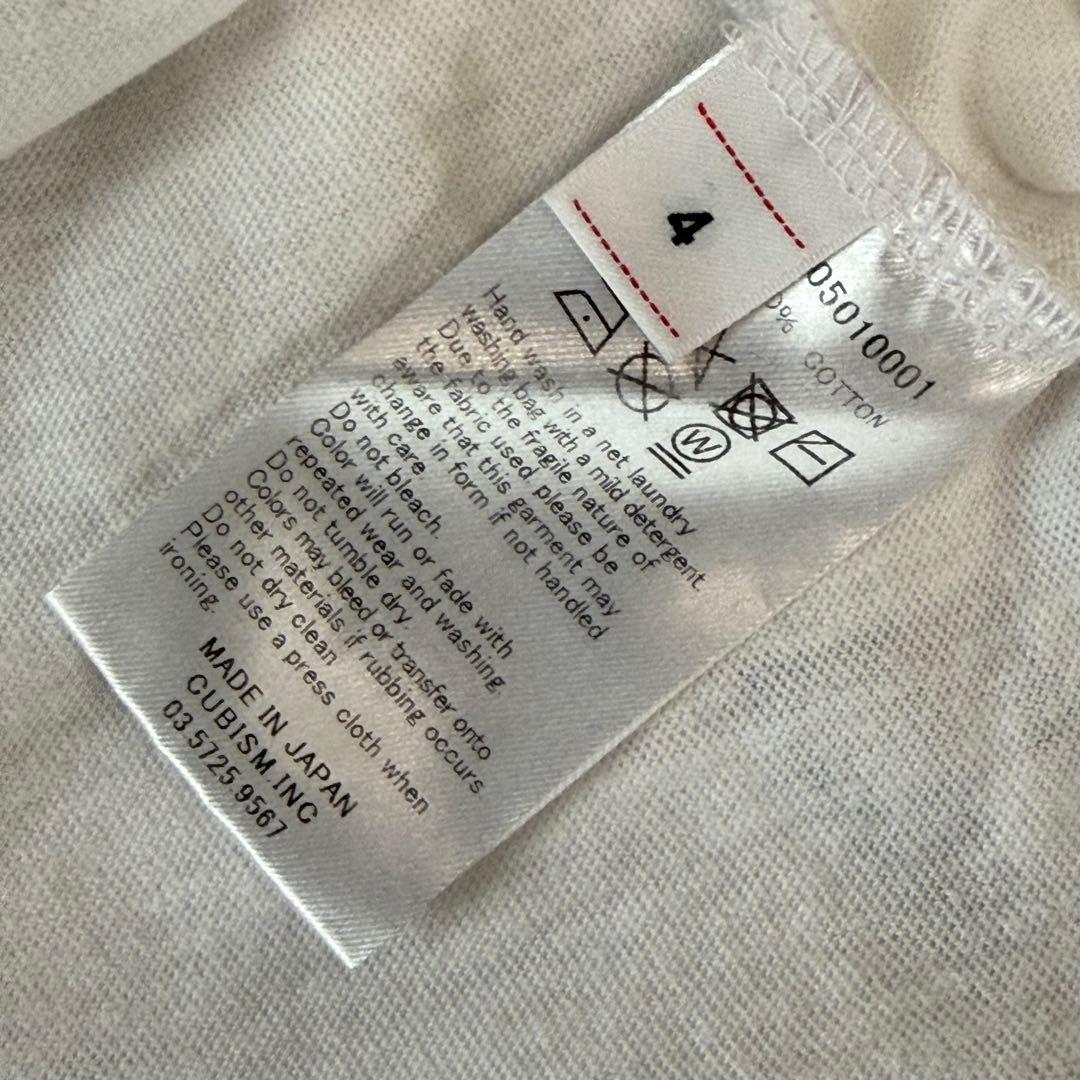 4
05010001
0% COTTON
W
Hand wash in a net laundry
washing bag with a mild detergent
Due to the fragile nature of
the fabric used please be
aware that this garment may
change in form if not handled
with care
Do not bleach.
Color will run or fade with
repeated wear and washing
Do not tumble dry.
Colors may bleed or transfer onto
other materials if rubbing occurs.
Do not dry clean
Please use a press cloth when
ironing.
MADE IN JAPAN
CUBISM.INC
03 5725 9567